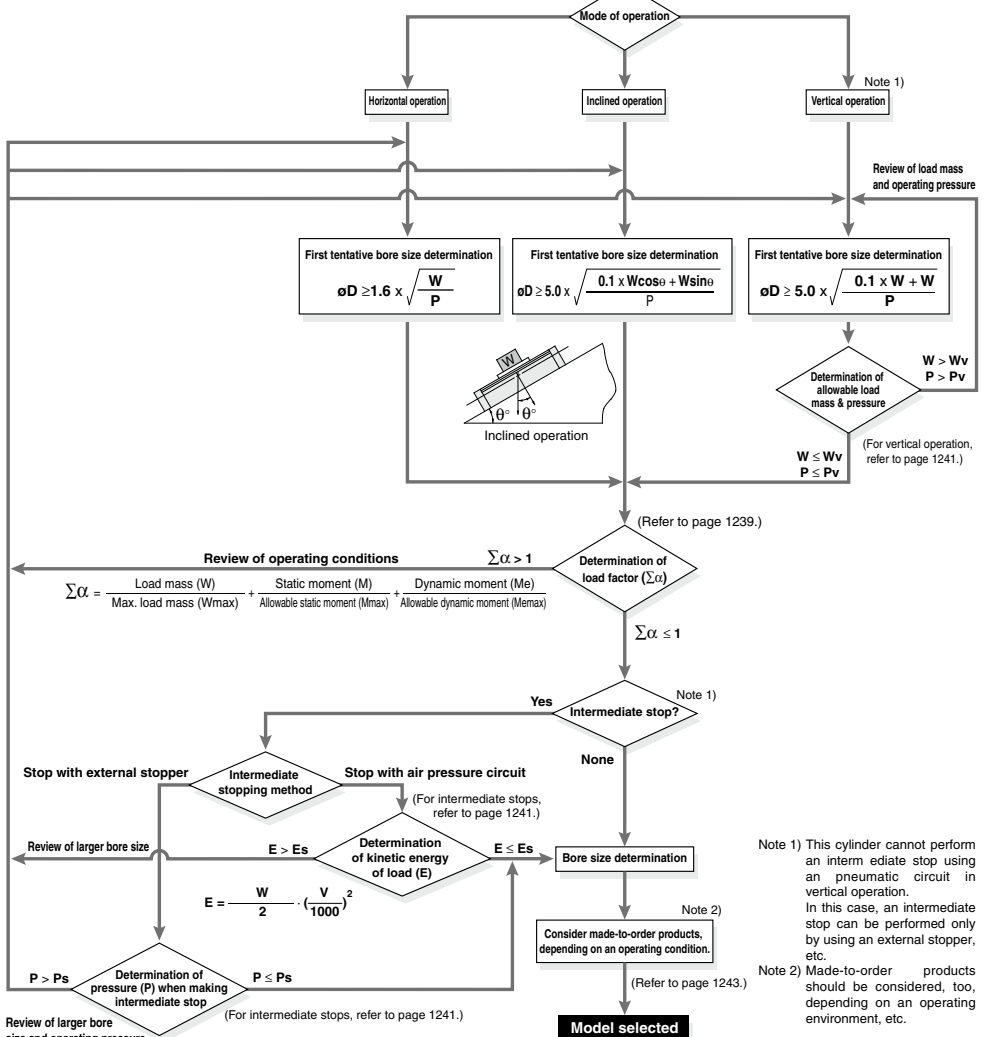 Mode of operation
Note 1)
Horizontal operation
Inclined operation
Vertical operation
Review of load mass
and operating pressure
First tentative bore size determination
øD ≥1.6 x √ W / P
First tentative bore size determination
øD ≥ 5.0 x √ 0.1 x Wcosθ + Wsinθ / P
First tentative bore size determination
øD ≥ 5.0 x √ 0.1 x W + W / P
W
θ° θ°
Inclined operation
Determination of
allowable load
mass & pressure
W > Wv
P > Pv
(For vertical operation,
refer to page 1241.)
W ≤ Wv
P ≤ Pv
(Refer to page 1239.)
Determination of
load factor (∑α)
Review of operating conditions
∑α > 1
∑α = Load mass (W) / Max. load mass (Wmax) + Static moment (M) / Allowable static moment (Mmax) + Dynamic moment (Me) / Allowable dynamic moment (Memax)
∑α ≤ 1
Note 1)
Yes
Intermediate stop?
None
Stop with external stopper
Intermediate
stopping method
Stop with air pressure circuit
(For intermediate stops,
refer to page 1241.)
Review of larger bore size
E > Es
Determination
of kinetic energy
of load (E)
E ≤ Es
E = W / 2 · (V / 1000)²
Bore size determination
Note 2)
Consider made-to-order products,
depending on an operating condition.
P > Ps
Determination of
pressure (P) when making
intermediate stop
P ≤ Ps
(For intermediate stops, refer to page 1241.)
(Refer to page 1243.)
Review of larger bore
size and operating pressure
Model selected
Note 1) This cylinder cannot perform
an interm ediate stop using
an pneumatic circuit in
vertical operation.
In this case, an intermediate
stop can be performed only
by using an external stopper,
etc.
Note 2) Made-to-order products
should be considered, too,
depending on an operating
environment, etc.